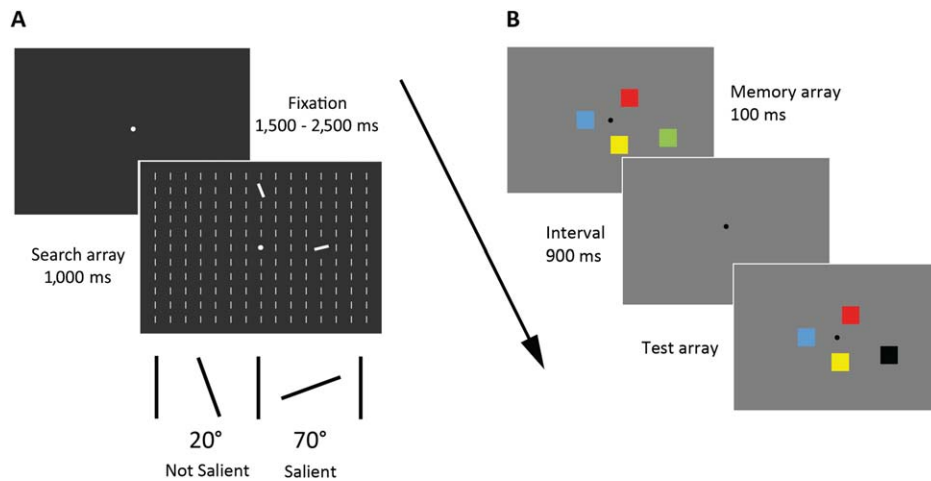 A
Fixation
1,500 - 2,500 ms
Search array
1,000 ms
20°
Not Salient
70°
Salient
B
Memory array
100 ms
Interval
900 ms
Test array